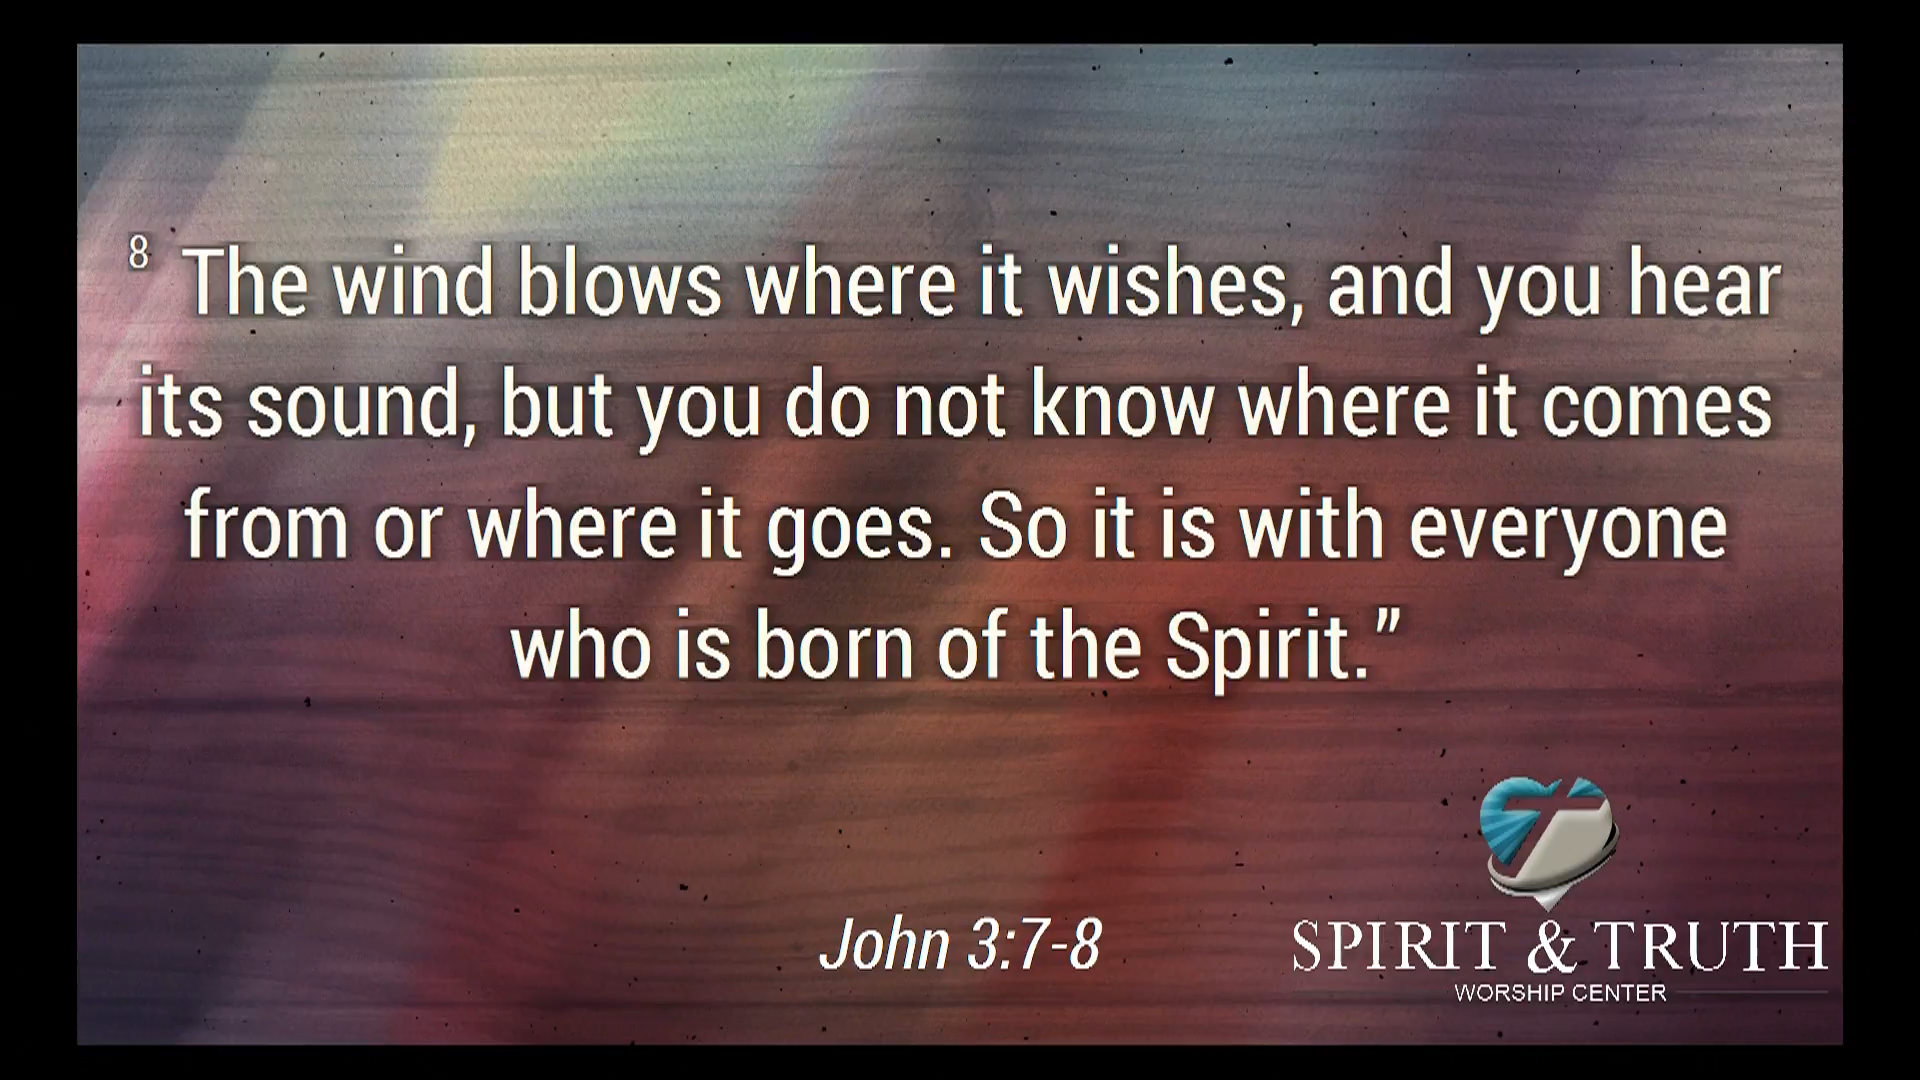 8 The wind blows where it wishes, and you hear
its sound, but you do not know where it comes
from or where it goes. So it is with everyone
who is born of the Spirit.”
John 3:7-8
SPIRIT & TRUTH
WORSHIP CENTER